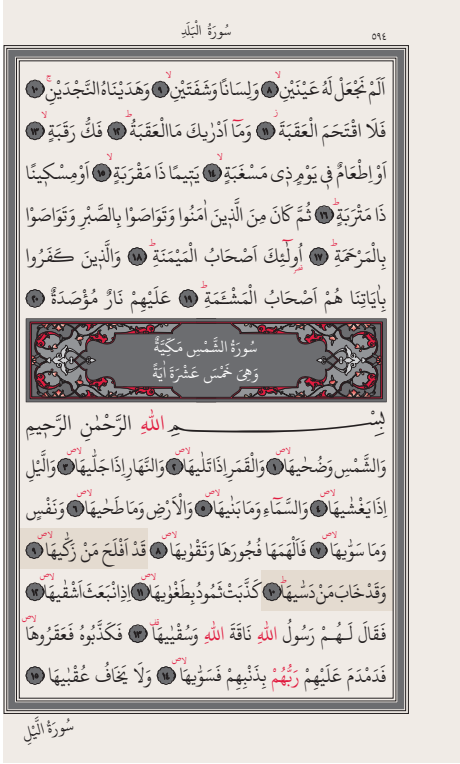 سُورَةُ الْبَلَدِ ٥٩٤
اَلَمْ نَجْعَلْ لَهُ عَيْنَيْنِۙ ﴿٨﴾ وَلِسَانًا وَشَفَتَيْنِۙ ﴿٩﴾ وَهَدَيْنَاهُ النَّجْدَيْنِۚ ﴿١٠﴾
فَلَا اقْتَحَمَ الْعَقَبَةَۘ ﴿١١﴾ وَمَٓا اَدْرٰيكَ مَا الْعَقَبَةُۜ ﴿١٢﴾ فَكُّ رَقَبَةٍۙ ﴿١٣﴾
اَوْ اِطْعَامٌ ف۪ي يَوْمٍ ذ۪ي مَسْغَبَةٍۙ ﴿١٤﴾ يَت۪يمًا ذَا مَقْرَبَةٍۙ ﴿١٥﴾ اَوْ مِسْك۪ينًا
ذَا مَتْرَبَةٍۜ ﴿١٦﴾ ثُمَّ كَانَ مِنَ الَّذ۪ينَ اٰمَنُوا وَتَوَاصَوْا بِالصَّبْرِ وَتَوَاصَوْا
بِالْمَرْحَمَةِۜ ﴿١٧﴾ اُو۬لٰٓئِكَ اَصْحَابُ الْمَيْمَنَةِۜ ﴿١٨﴾ وَالَّذ۪ينَ كَفَرُوا
بِاٰيَاتِنَا هُمْ اَصْحَابُ الْمَشْـَٔمَةِۜ ﴿١٩﴾ عَلَيْهِمْ نَارٌ مُؤْصَدَةٌ ﴿٢٠﴾
سُورَةُ الشَّمْسِ مَكِّيَّةٌ
وَهِيَ خَمْسَ عَشْرَةَ اٰيَةً
بِسْمِ اللّٰهِ الرَّحْمٰنِ الرَّح۪يمِ
وَالشَّمْسِ وَضُحٰيهَاۙۖ ﴿١﴾ وَالْقَمَرِ اِذَا تَلٰيهَاۙۖ ﴿٢﴾ وَالنَّهَارِ اِذَا جَلّٰيهَاۙۖ ﴿٣﴾ وَالَّيْلِ
اِذَا يَغْشٰيهَاۙۖ ﴿٤﴾ وَالسَّمَٓاءِ وَمَا بَنٰيهَاۙۖ ﴿٥﴾ وَالْاَرْضِ وَمَا طَحٰيهَاۙۖ ﴿٦﴾ وَنَفْسٍ
وَمَا سَوّٰيهَاۙۖ ﴿٧﴾ فَاَلْهَمَهَا فُجُورَهَا وَتَقْوٰيهَاۙۖ ﴿٨﴾ قَدْ اَفْلَحَ مَنْ زَكّٰيهَاۙۖ ﴿٩﴾
وَقَدْ خَابَ مَنْ دَسّٰيهَاۜ ﴿١٠﴾ كَذَّبَتْ ثَمُودُ بِطَغْوٰيهَاۙۖ ﴿١١﴾ اِذِ انْبَعَثَ اَشْقٰيهَاۙۖ ﴿١٢﴾
فَقَالَ لَهُمْ رَسُولُ اللّٰهِ نَاقَةَ اللّٰهِ وَسُقْيٰيهَاۜ ﴿١٣﴾ فَكَذَّبُوهُ فَعَقَرُوهَاۙۖ
فَدَمْدَمَ عَلَيْهِمْ رَبُّهُمْ بِذَنْبِهِمْ فَسَوّٰيهَاۙۖ ﴿١٤﴾ وَلَا يَخَافُ عُقْبٰيهَا ﴿١٥﴾
سُورَةُ الَّيْلِ